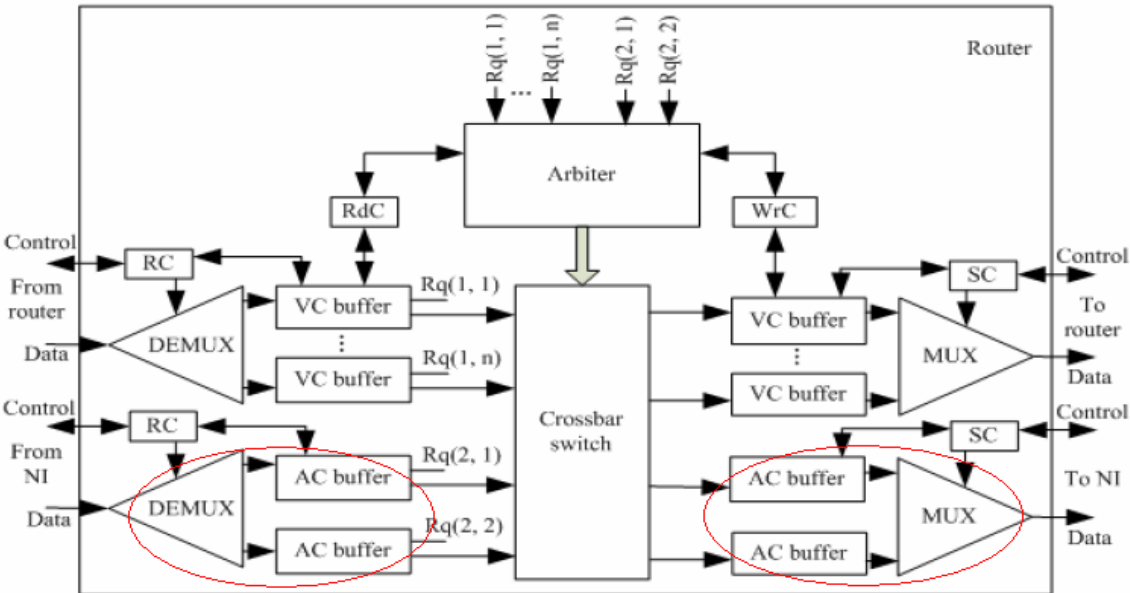 Router
Rq(1, 1)
...
Rq(1, n)
Rq(2, 1)
Rq(2, 2)
Arbiter
RdC
WrC
Control
RC
From
router
Data
DEMUX
VC buffer
Rq(1, 1)
VC buffer
Rq(1, n)
Crossbar
switch
VC buffer
VC buffer
MUX
SC
Control
To
router
Data
Control
RC
From
NI
Data
DEMUX
AC buffer
Rq(2, 1)
AC buffer
Rq(2, 2)
AC buffer
AC buffer
MUX
SC
Control
To NI
Data